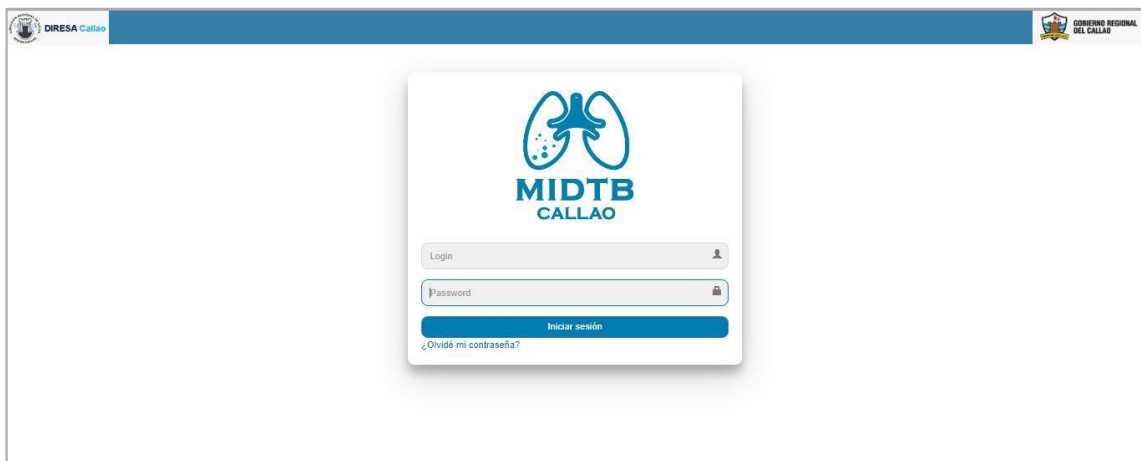 DIRESA Callao
GOBIERNO REGIONAL
DEL CALLAO
MIDTB
CALLAO
Login
Password
Iniciar sesión
¿Olvidé mi contraseña?